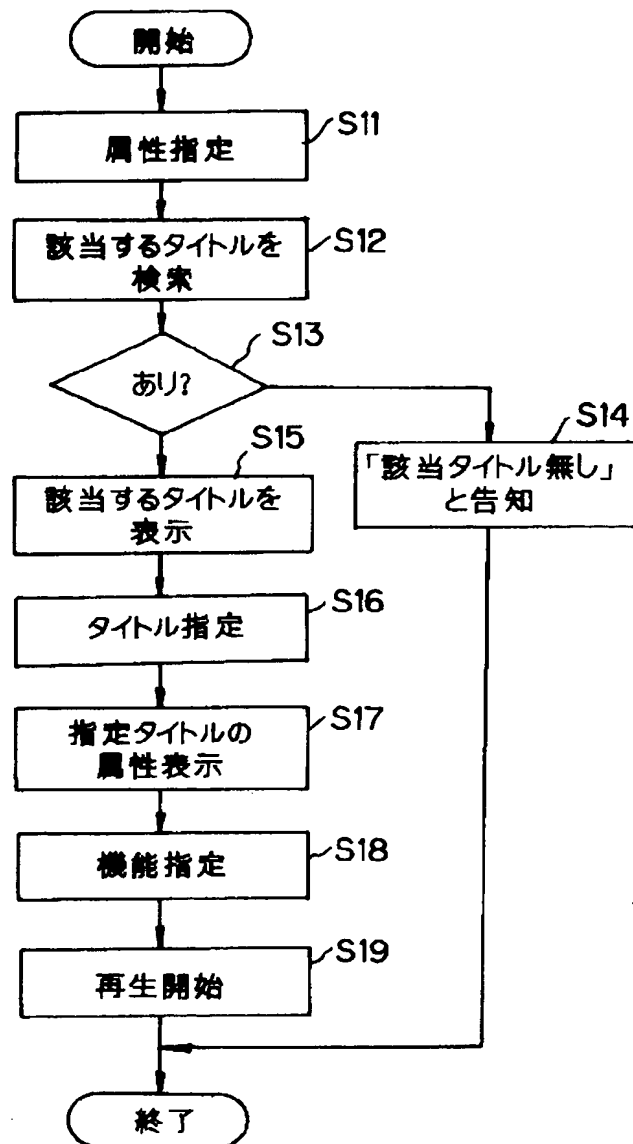 開始
S11
属性指定
S12
該当するタイトルを
検索
S13
あり?
S14
「該当タイトル無し」
と告知
S15
該当するタイトルを
表示
S16
タイトル指定
S17
指定タイトルの
属性表示
S18
機能指定
S19
再生開始
終了